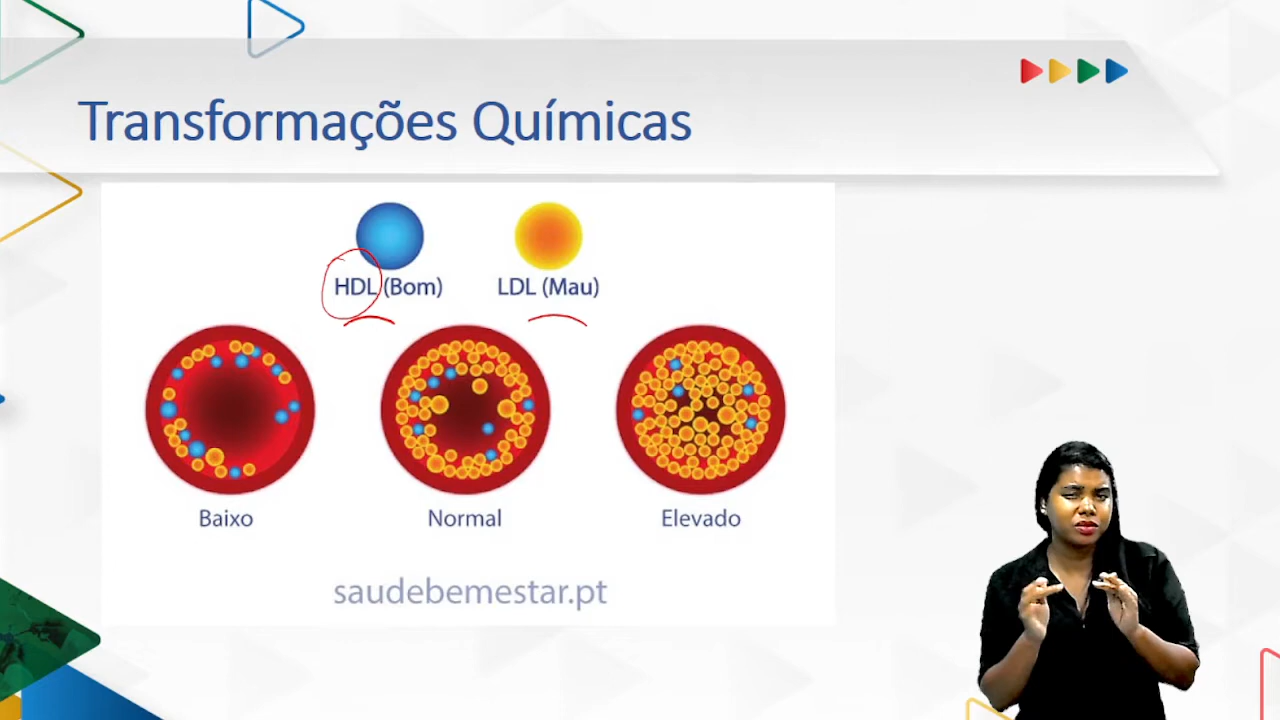 Transformações Químicas
HDL (Bom) LDL (Mau)
Baixo Normal Elevado
saudebemestar.pt